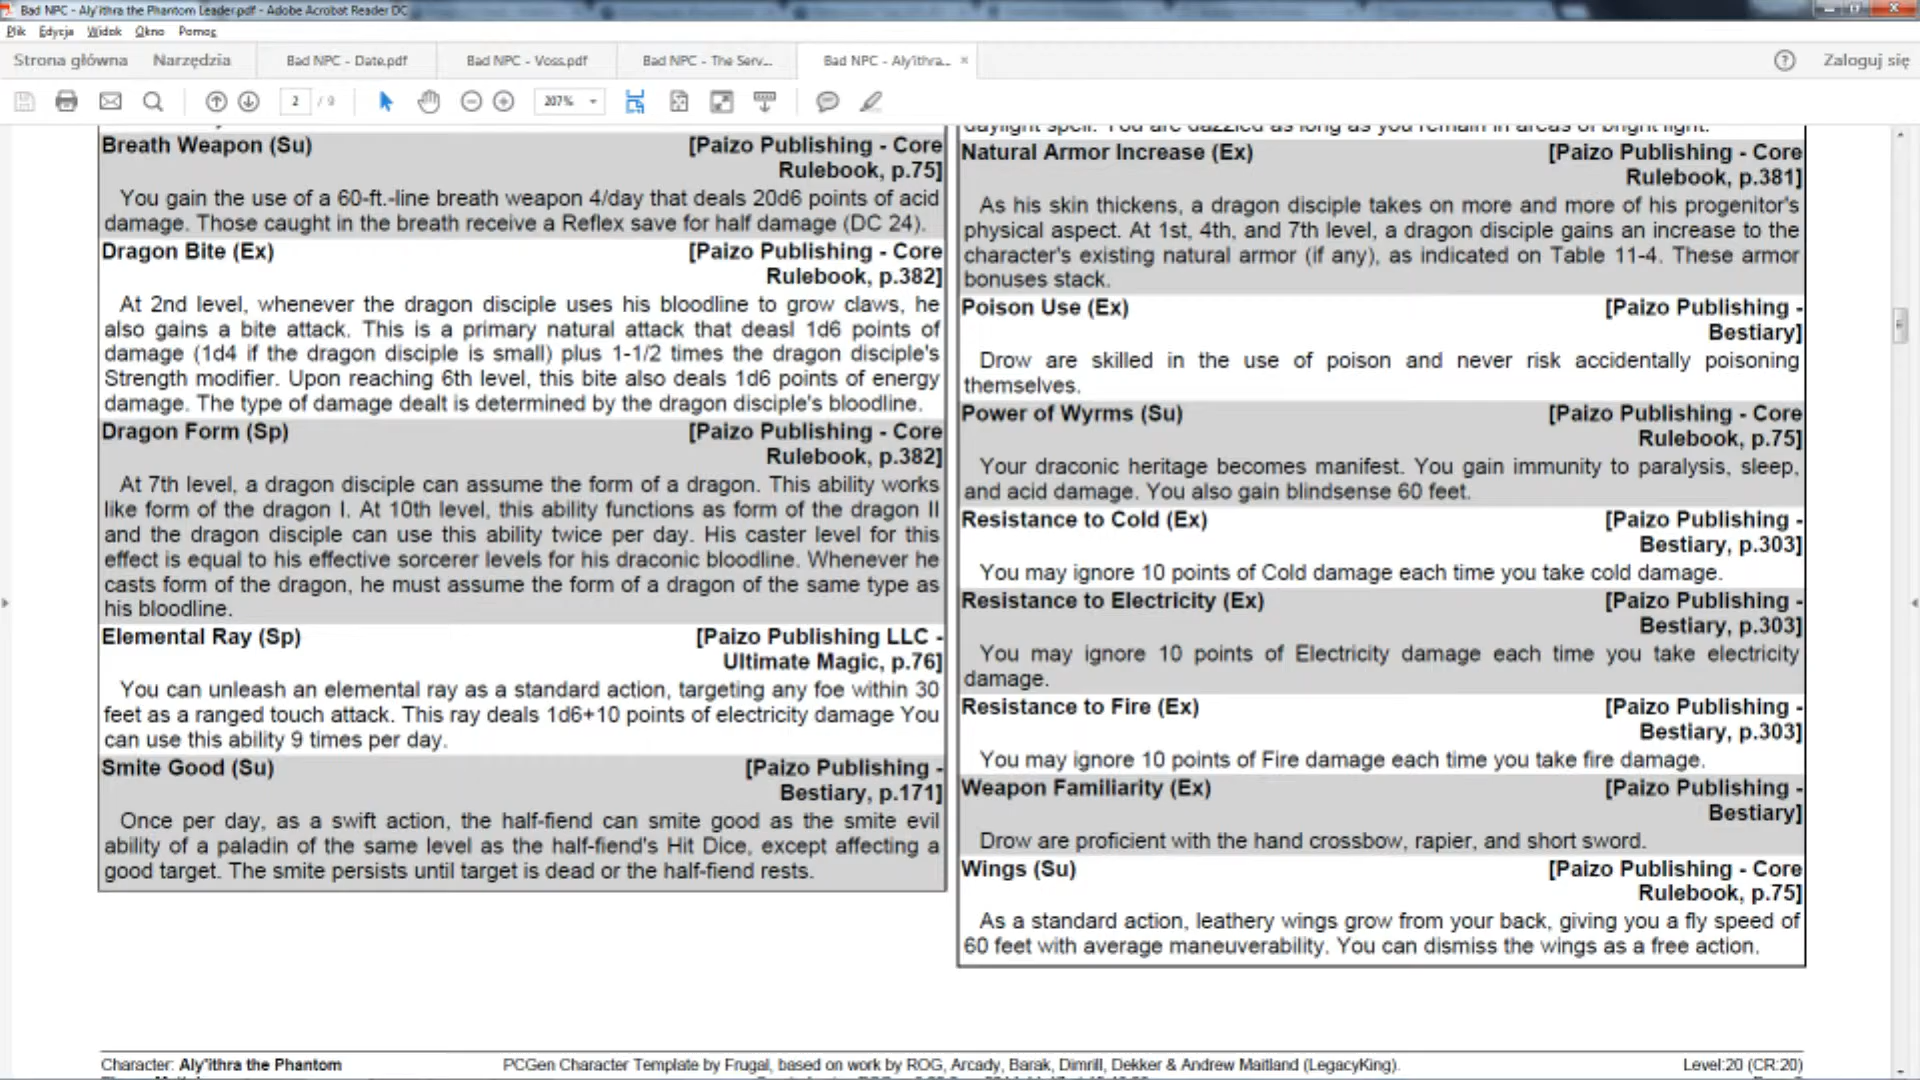 Bad NPC - Aly'ithra the Phantom Leader.pdf - Adobe Acrobat Reader DC
Plik Edycja Widok Okno Pomoc
Strona główna Narzędzia Bad NPC - Date.pdf Bad NPC - Voss.pdf Bad NPC - The Serv... Bad NPC - Aly'ithra... × ? Zaloguj się
2 / 9 207%
Breath Weapon (Su) [Paizo Publishing - Core
Rulebook, p.75]
You gain the use of a 60-ft.-line breath weapon 4/day that deals 20d6 points of acid
damage. Those caught in the breath receive a Reflex save for half damage (DC 24).
Dragon Bite (Ex) [Paizo Publishing - Core
Rulebook, p.382]
At 2nd level, whenever the dragon disciple uses his bloodline to grow claws, he
also gains a bite attack. This is a primary natural attack that deasl 1d6 points of
damage (1d4 if the dragon disciple is small) plus 1-1/2 times the dragon disciple's
Strength modifier. Upon reaching 6th level, this bite also deals 1d6 points of energy
damage. The type of damage dealt is determined by the dragon disciple's bloodline.
Dragon Form (Sp) [Paizo Publishing - Core
Rulebook, p.382]
At 7th level, a dragon disciple can assume the form of a dragon. This ability works
like form of the dragon I. At 10th level, this ability functions as form of the dragon II
and the dragon disciple can use this ability twice per day. His caster level for this
effect is equal to his effective sorcerer levels for his draconic bloodline. Whenever he
casts form of the dragon, he must assume the form of a dragon of the same type as
his bloodline.
Elemental Ray (Sp) [Paizo Publishing LLC -
Ultimate Magic, p.76]
You can unleash an elemental ray as a standard action, targeting any foe within 30
feet as a ranged touch attack. This ray deals 1d6+10 points of electricity damage You
can use this ability 9 times per day.
Smite Good (Su) [Paizo Publishing -
Bestiary, p.171]
Once per day, as a swift action, the half-fiend can smite good as the smite evil
ability of a paladin of the same level as the half-fiend's Hit Dice, except affecting a
good target. The smite persists until target is dead or the half-fiend rests.
daylight spell. You are dazzled as long as you remain in areas of bright light.
Natural Armor Increase (Ex) [Paizo Publishing - Core
Rulebook, p.381]
As his skin thickens, a dragon disciple takes on more and more of his progenitor's
physical aspect. At 1st, 4th, and 7th level, a dragon disciple gains an increase to the
character's existing natural armor (if any), as indicated on Table 11-4. These armor
bonuses stack.
Poison Use (Ex) [Paizo Publishing -
Bestiary]
Drow are skilled in the use of poison and never risk accidentally poisoning
themselves.
Power of Wyrms (Su) [Paizo Publishing - Core
Rulebook, p.75]
Your draconic heritage becomes manifest. You gain immunity to paralysis, sleep,
and acid damage. You also gain blindsense 60 feet.
Resistance to Cold (Ex) [Paizo Publishing -
Bestiary, p.303]
You may ignore 10 points of Cold damage each time you take cold damage.
Resistance to Electricity (Ex) [Paizo Publishing -
Bestiary, p.303]
You may ignore 10 points of Electricity damage each time you take electricity
damage.
Resistance to Fire (Ex) [Paizo Publishing -
Bestiary, p.303]
You may ignore 10 points of Fire damage each time you take fire damage.
Weapon Familiarity (Ex) [Paizo Publishing -
Bestiary]
Drow are proficient with the hand crossbow, rapier, and short sword.
Wings (Su) [Paizo Publishing - Core
Rulebook, p.75]
As a standard action, leathery wings grow from your back, giving you a fly speed of
60 feet with average maneuverability. You can dismiss the wings as a free action.
Character: Aly'ithra the Phantom PCGen Character Template by Frugal, based on work by ROG, Arcady, Barak, Dimrill, Dekker & Andrew Maitland (LegacyKing). Level:20 (CR:20)